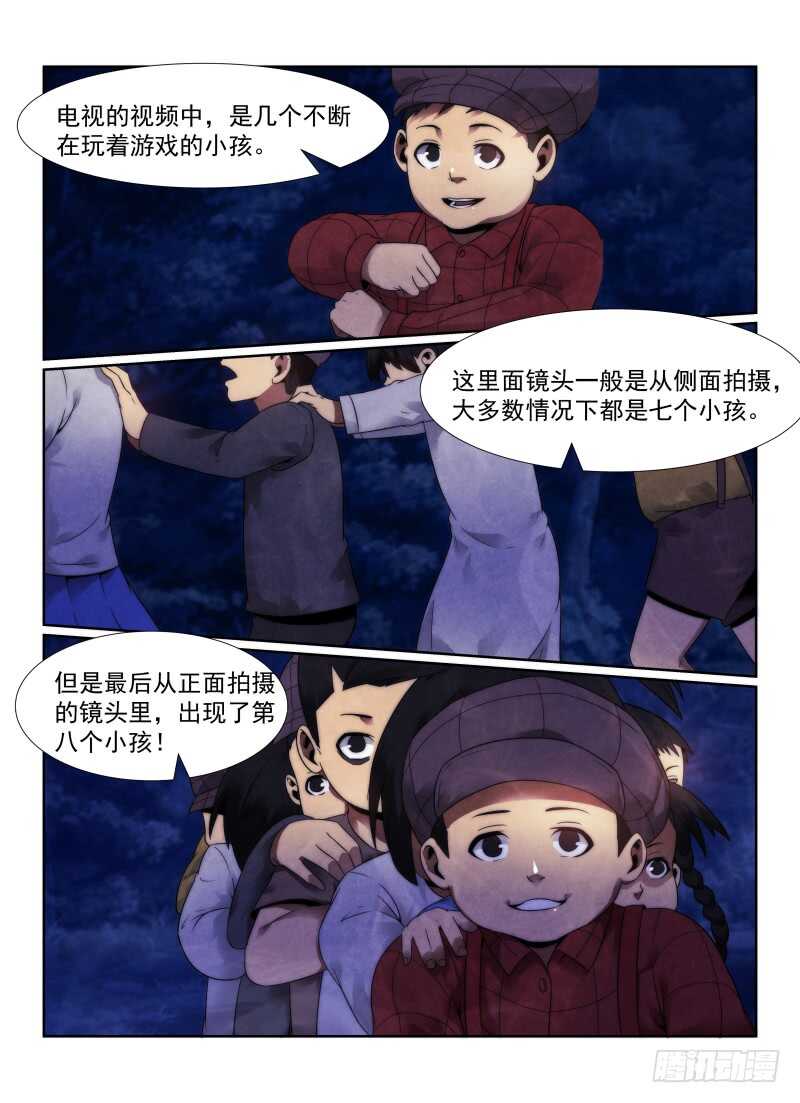 电视的视频中，是几个不断
在玩着游戏的小孩。
这里面镜头一般是从侧面拍摄，
大多数情况下都是七个小孩。
但是最后从正面拍摄
的镜头里，出现了第
八个小孩！
腾讯动漫